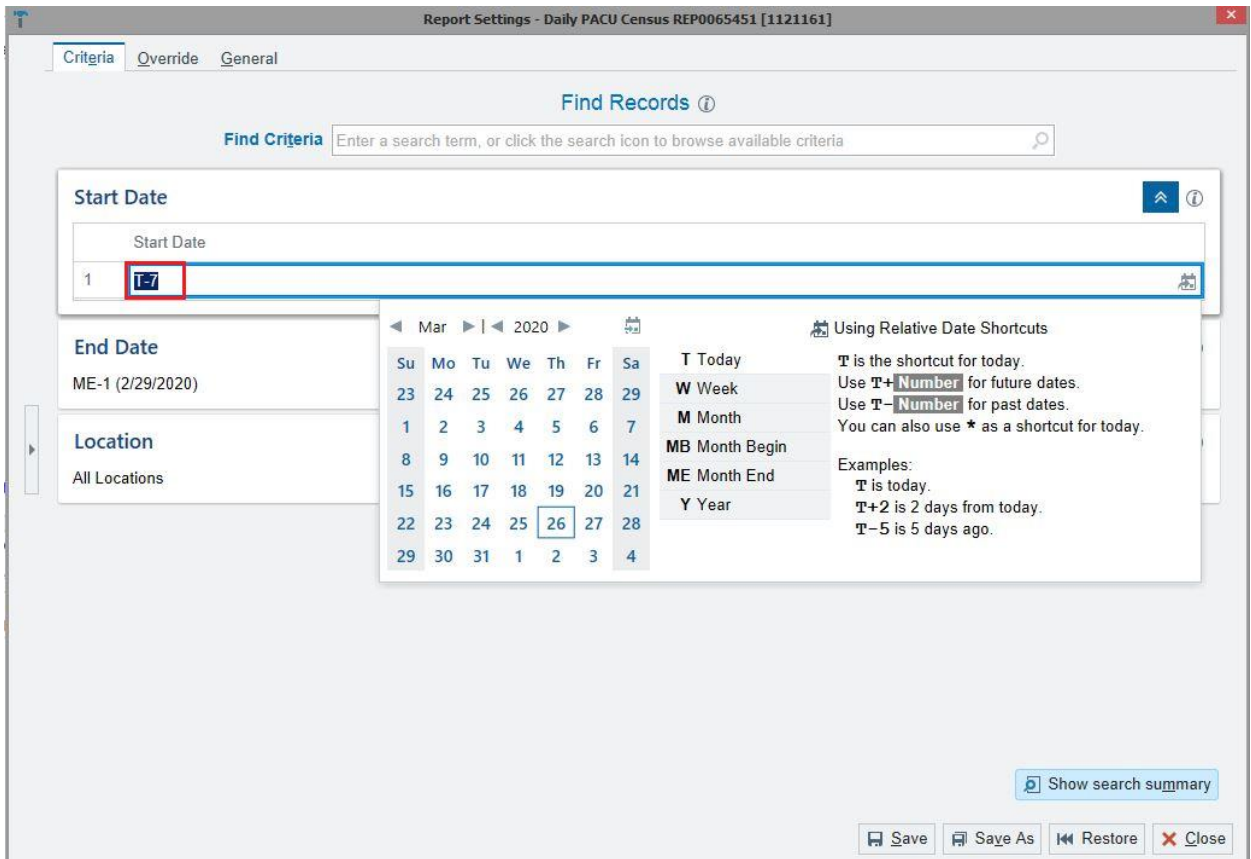 Report Settings - Daily PACU Census REP0065451 [1121161]
Criteria Override General
Find Records
Find Criteria Enter a search term, or click the search icon to browse available criteria
Start Date
Start Date
1 T-7
End Date
ME-1 (2/29/2020)
Location
All Locations
Mar 2020
Su Mo Tu We Th Fr Sa
23 24 25 26 27 28 29
1 2 3 4 5 6 7
8 9 10 11 12 13 14
15 16 17 18 19 20 21
22 23 24 25 26 27 28
29 30 31 1 2 3 4
T Today
W Week
M Month
MB Month Begin
ME Month End
Y Year
Using Relative Date Shortcuts
T is the shortcut for today.
Use T+ Number for future dates.
Use T- Number for past dates.
You can also use * as a shortcut for today.
Examples:
T is today.
T+2 is 2 days from today.
T-5 is 5 days ago.
Show search summary
Save Save As Restore Close